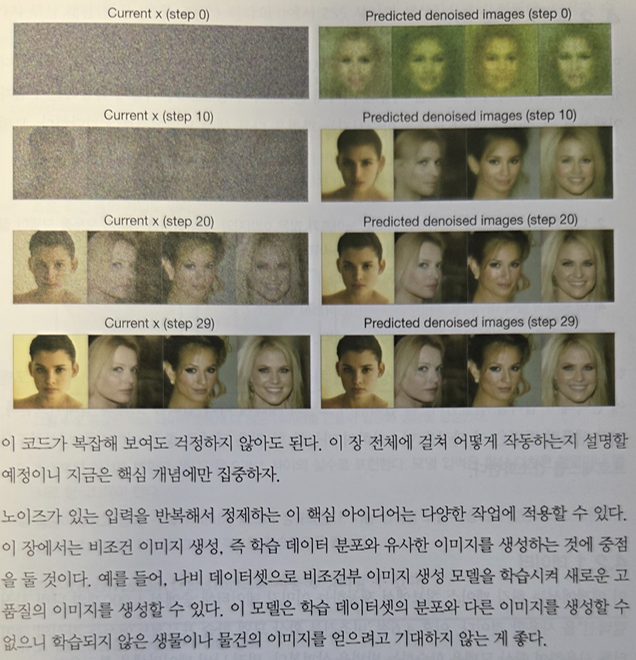 Current x (step 0)
Predicted denoised images (step 0)
Current x (step 10)
Predicted denoised images (step 10)
Current x (step 20)
Predicted denoised images (step 20)
Current x (step 29)
Predicted denoised images (step 29)
이 코드가 복잡해 보여도 걱정하지 않아도 된다. 이 장 전체에 걸쳐 어떻게 작동하는지 설명할
예정이니 지금은 핵심 개념에만 집중하자.
노이즈가 있는 입력을 반복해서 정제하는 이 핵심 아이디어는 다양한 작업에 적용할 수 있다.
이 장에서는 비조건 이미지 생성, 즉 학습 데이터 분포와 유사한 이미지를 생성하는 것에 중점
을 둘 것이다. 예를 들어, 나비 데이터셋으로 비조건부 이미지 생성 모델을 학습시켜 새로운 고
품질의 이미지를 생성할 수 있다. 이 모델은 학습 데이터셋의 분포와 다른 이미지를 생성할 수
없으니 학습되지 않은 생물이나 물건의 이미지를 얻으려고 기대하지 않는 게 좋다.